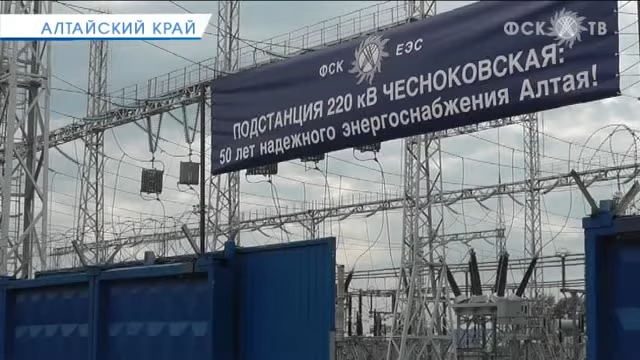 АЛТАЙСКИЙ КРАЙ
ФСК ТВ
ФСК ЕЭС
ПОДСТАНЦИЯ 220 кВ ЧЕСНОКОВСКАЯ:
50 лет надежного энергоснабжения Алтая!